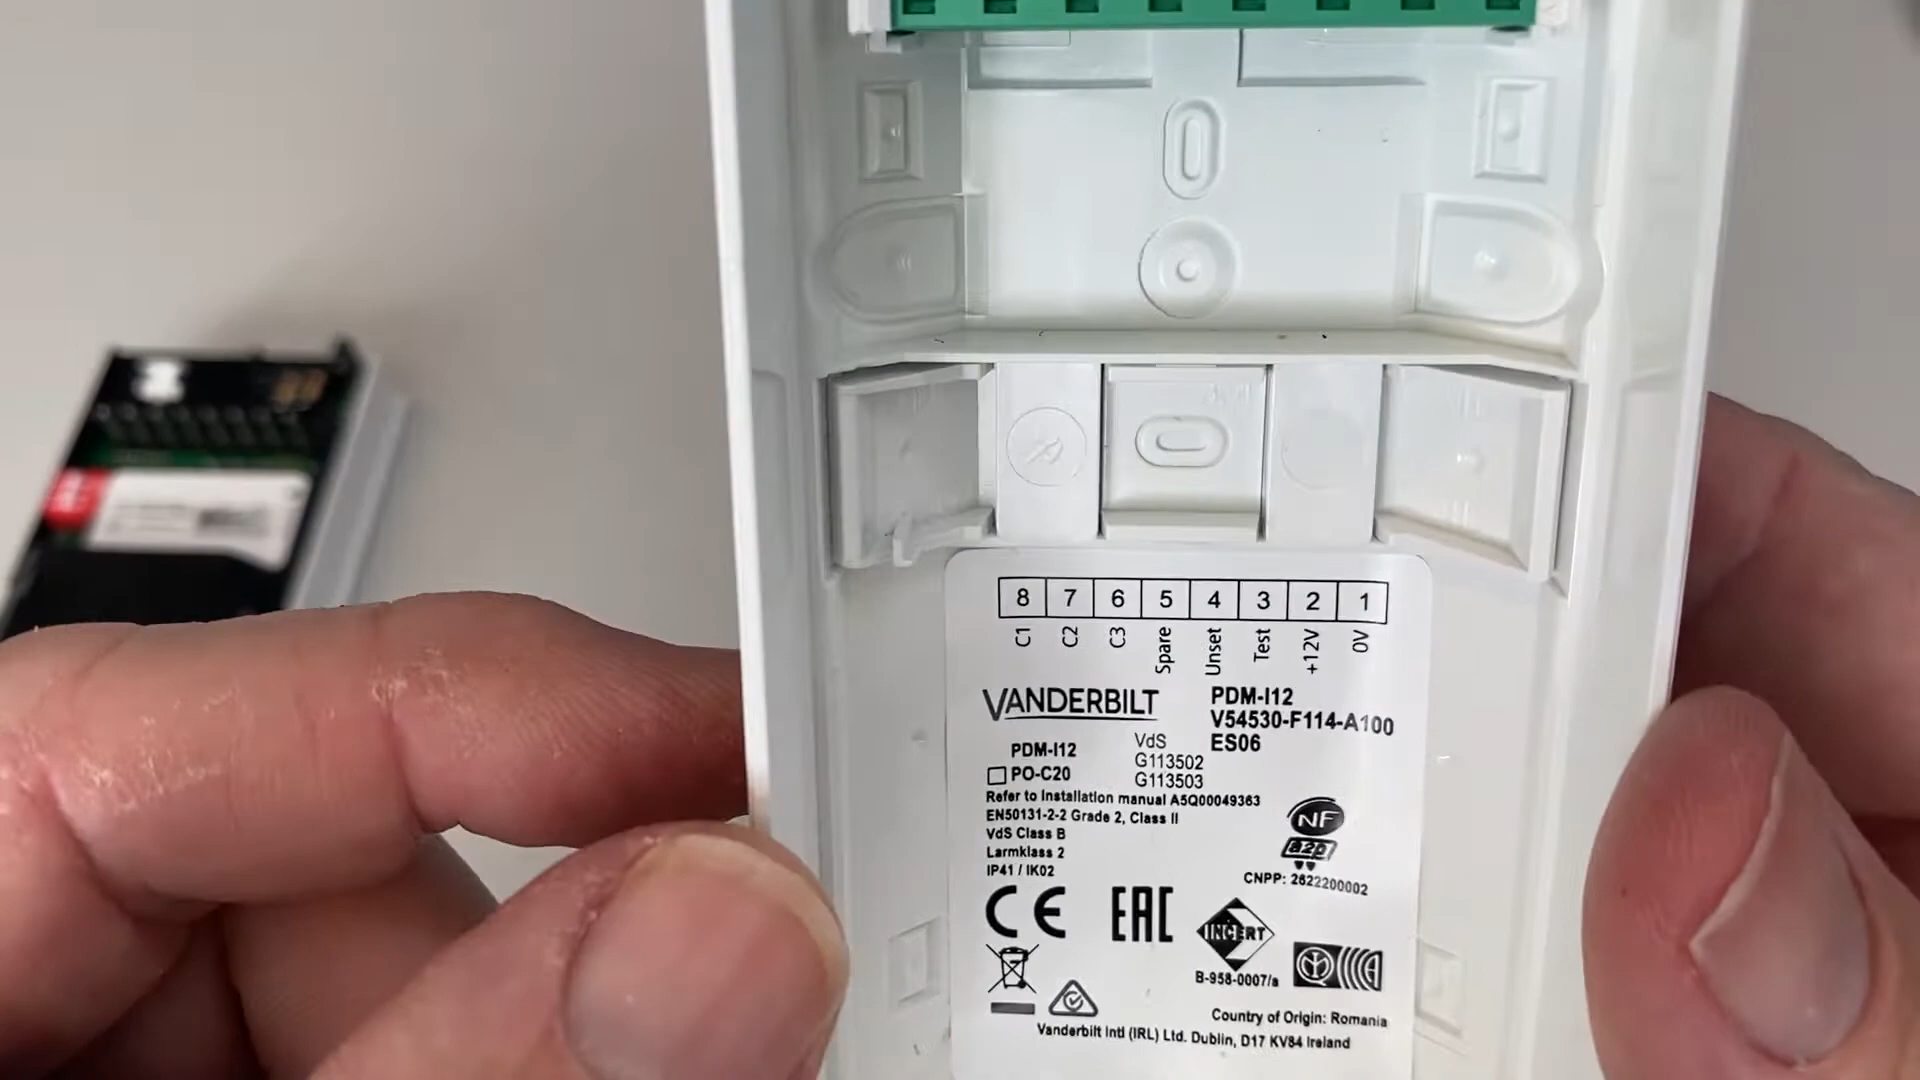 8 7 6 5 4 3 2 1
C1 C2 C3 Spare Unset Test +12V 0V
VANDERBILT
PDM-I12
V54530-F114-A100
ES06
PDM-I12
PO-C20
VdS
G113502
G113503
Refer to Installation manual A5Q00049363
EN50131-2-2 Grade 2, Class II
VdS Class B
Larmklass 2
IP41 / IK02
NF
a2p
CNPP: 2622200002
CE EAC
INCERT
B-958-0007/a
Country of Origin: Romania
Vanderbilt Intl (IRL) Ltd. Dublin, D17 KV84 Ireland